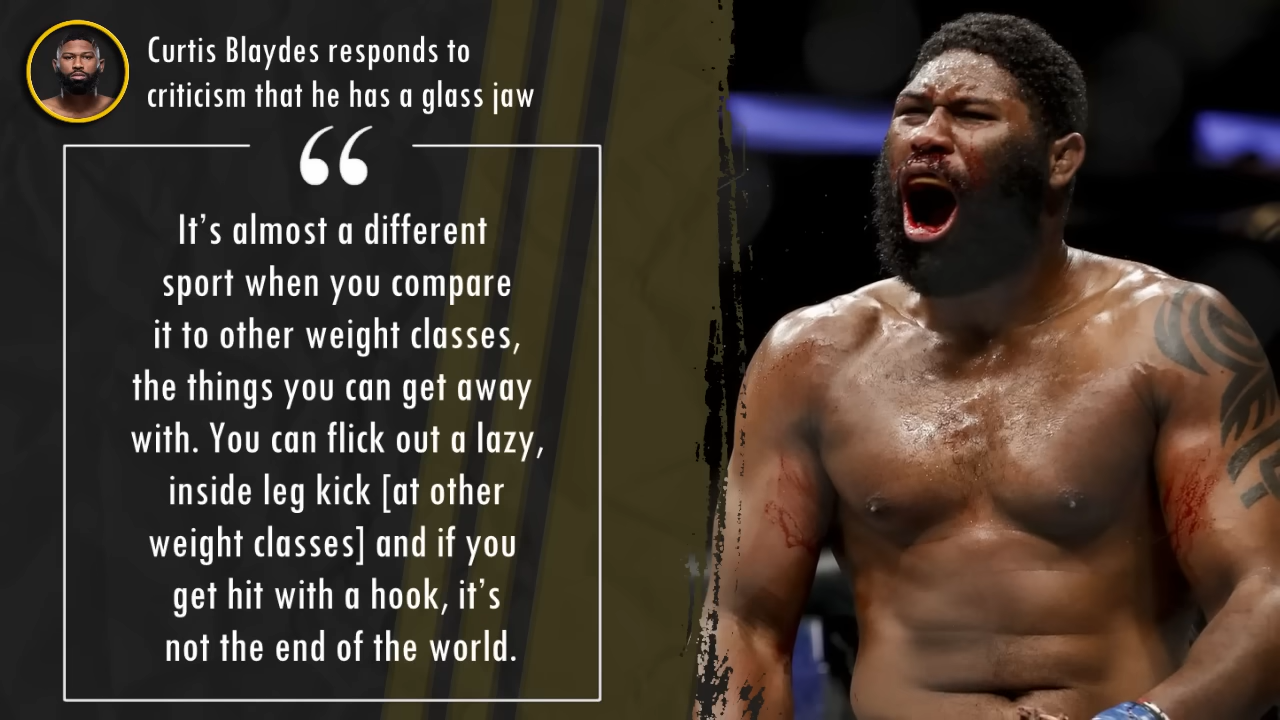 Curtis Blaydes responds to
criticism that he has a glass jaw
“
It’s almost a different
sport when you compare
it to other weight classes,
the things you can get away
with. You can flick out a lazy,
inside leg kick [at other
weight classes] and if you
get hit with a hook, it’s
not the end of the world.